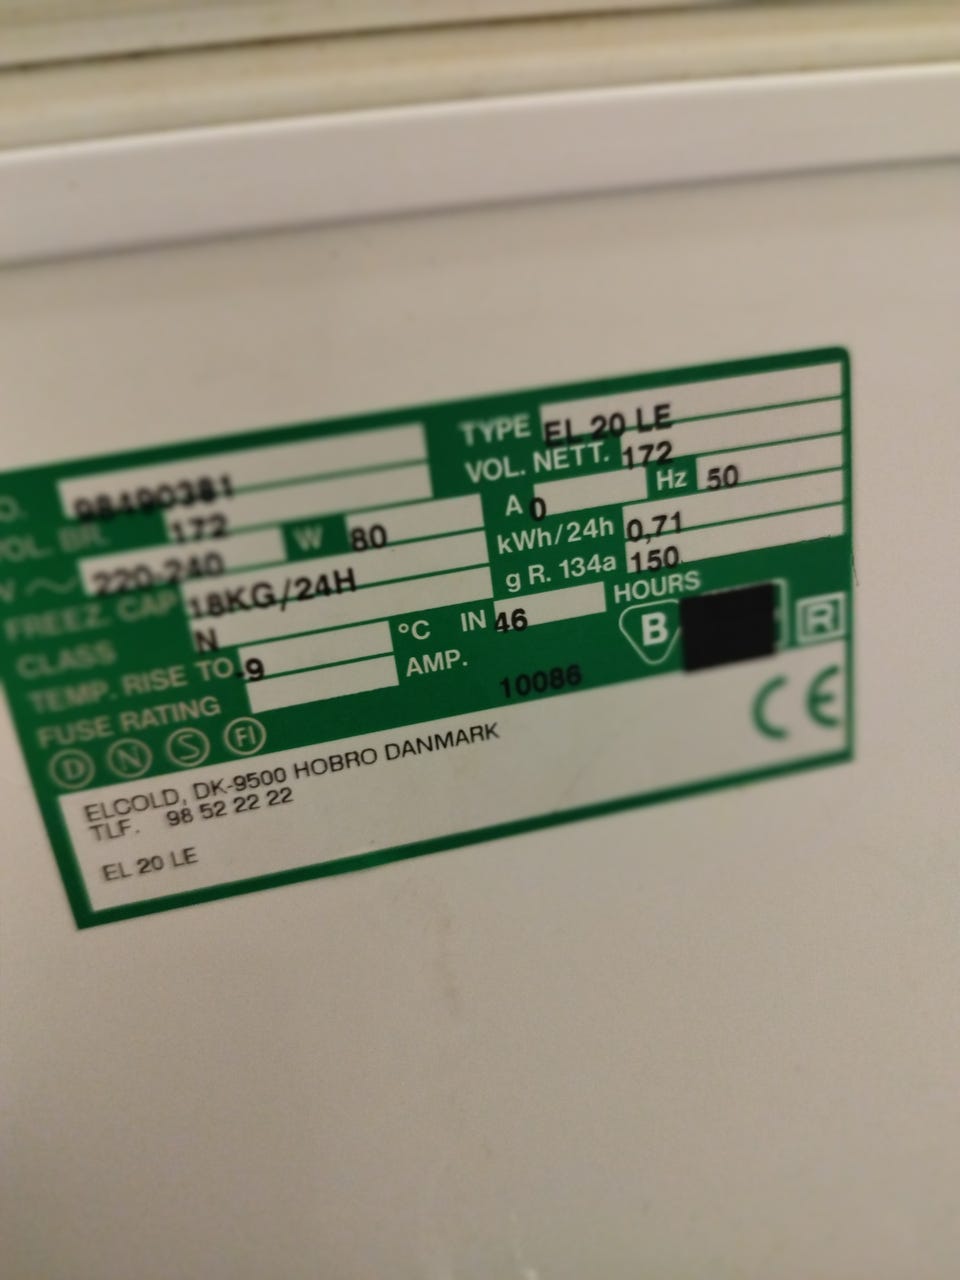 O. 98490381 TYPE EL 20 LE
VOL. BR. 172 VOL. NETT. 172
V ~ 220-240 W 80 A 0 Hz 50
FREEZ. CAP 18KG/24H kWh/24h 0,71
CLASS N g R. 134a 150
TEMP. RISE TO -9 °C IN 46 HOURS
FUSE RATING AMP.
D N S FI 10086 B R
CE
ELCOLD, DK-9500 HOBRO DANMARK
TLF. 98 52 22 22
EL 20 LE